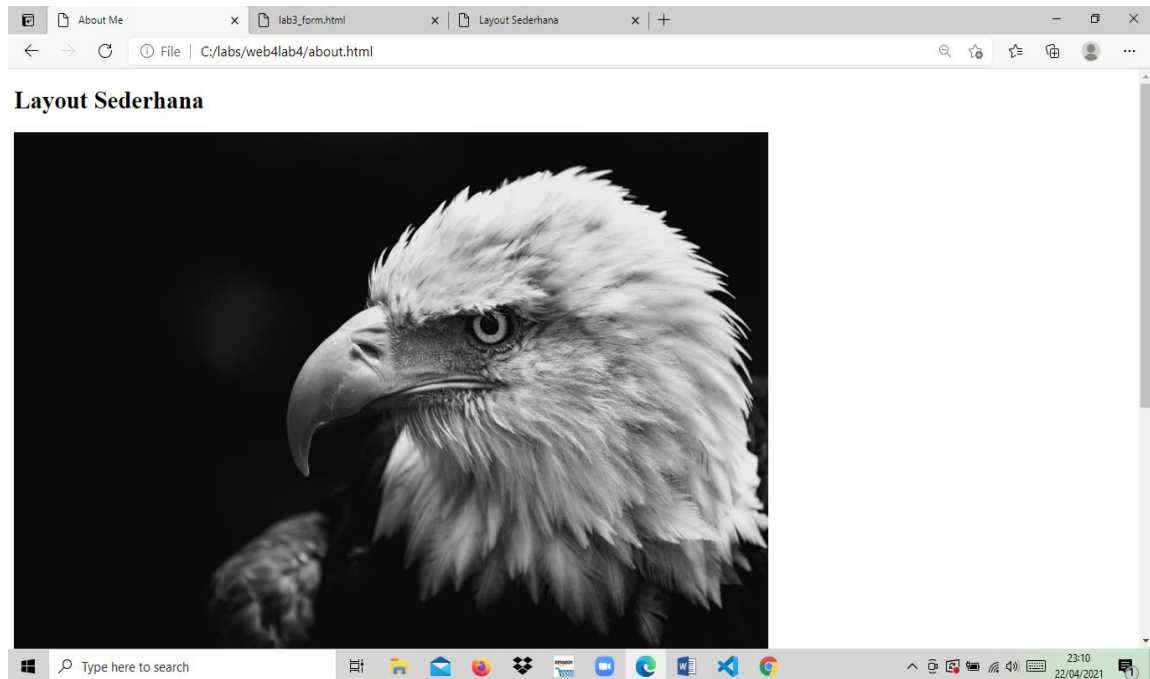 About Me
lab3_form.html
Layout Sederhana
File C:/labs/web4lab4/about.html
Layout Sederhana
Type here to search
23:10
22/04/2021